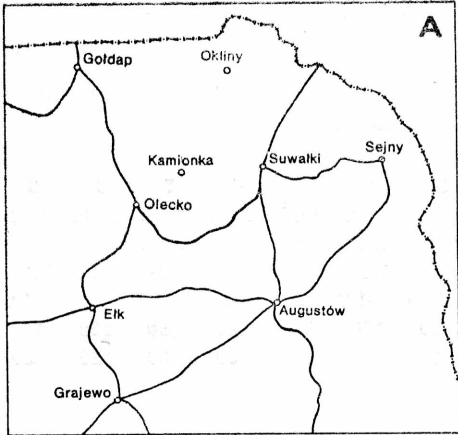 A
Gołdap
Okliny
Kamionka
Suwałki
Sejny
Olecko
Ełk
Augustów
Grajewo